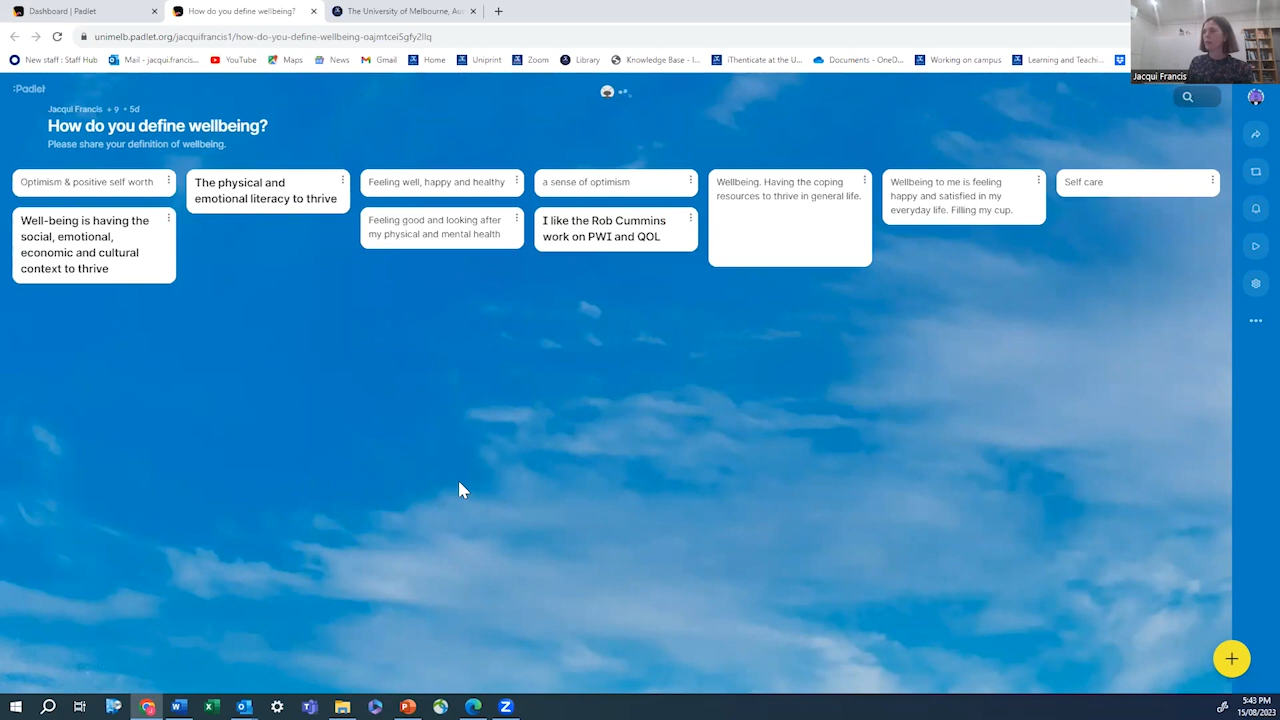 Dashboard | Padlet
How do you define wellbeing?
The University of Melbourne, Au
unimelb.padlet.org/jacquifrancis1/how-do-you-define-wellbeing-oajmtcei5gfy2llq
New staff : Staff Hub
Mail - jacqui.francis...
YouTube
Maps
News
Gmail
Home
Uniprint
Zoom
Library
Knowledge Base - I...
iThenticate at the U...
Documents - OneD...
Working on campus
Learning and Teachi...
Jacqui Francis
:Padlet
Jacqui Francis + 9 • 5d
How do you define wellbeing?
Please share your definition of wellbeing.
Optimism & positive self worth
Well-being is having the
social, emotional,
economic and cultural
context to thrive
The physical and
emotional literacy to thrive
Feeling well, happy and healthy
Feeling good and looking after
my physical and mental health
a sense of optimism
I like the Rob Cummins
work on PWI and QOL
Wellbeing. Having the coping
resources to thrive in general life.
Wellbeing to me is feeling
happy and satisfied in my
everyday life. Filling my cup.
Self care
5:43 PM
15/08/2023